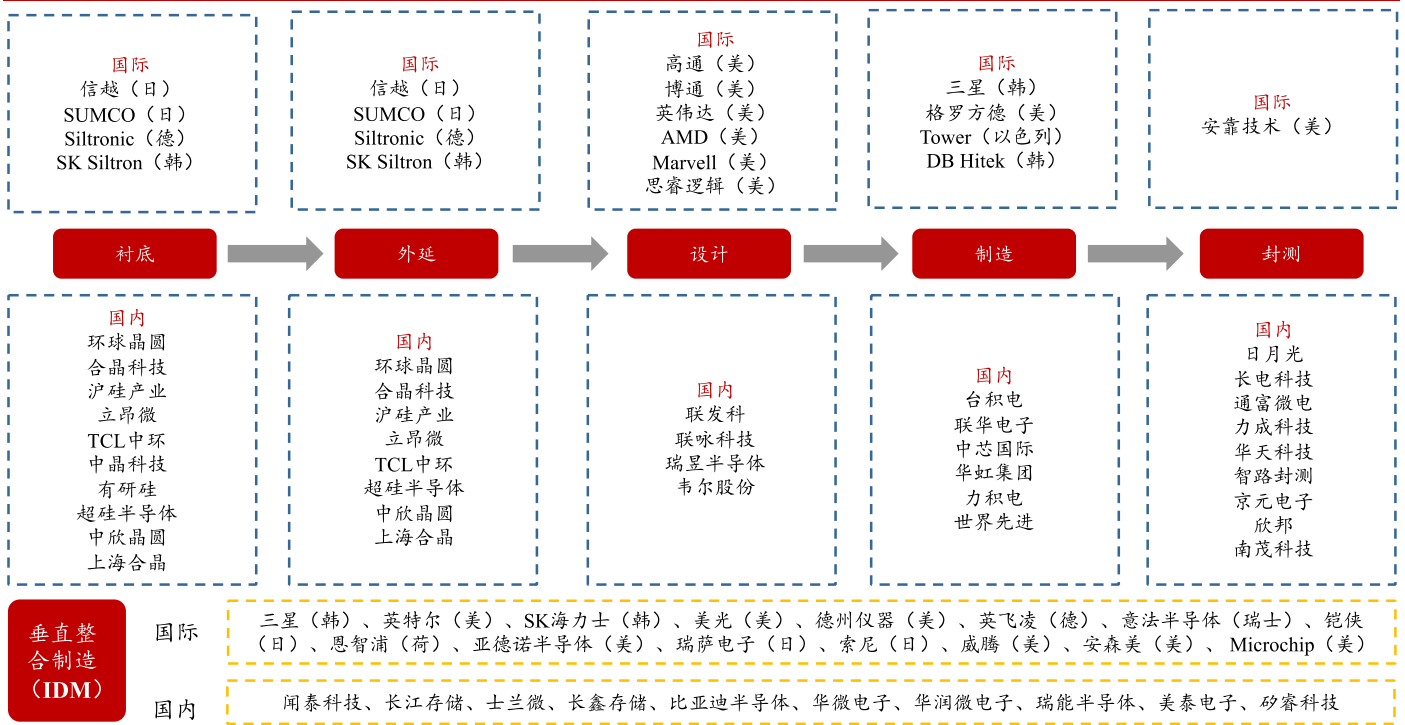 国际
信越（日）
SUMCO（日）
Siltronic（德）
SK Siltron（韩）
国际
信越（日）
SUMCO（日）
Siltronic（德）
SK Siltron（韩）
国际
高通（美）
博通（美）
英伟达（美）
AMD（美）
Marvell（美）
思睿逻辑（美）
国际
三星（韩）
格罗方德（美）
Tower（以色列）
DB Hitek（韩）
国际
安靠技术（美）
衬底
外延
设计
制造
封测
国内
环球晶圆
合晶科技
沪硅产业
立昂微
TCL中环
中晶科技
有研硅
超硅半导体
中欣晶圆
上海合晶
国内
环球晶圆
合晶科技
沪硅产业
立昂微
TCL中环
超硅半导体
中欣晶圆
上海合晶
国内
联发科
联咏科技
瑞昱半导体
韦尔股份
国内
台积电
联华电子
中芯国际
华虹集团
力积电
世界先进
国内
日月光
长电科技
通富微电
力成科技
华天科技
智路封测
京元电子
欣邦
南茂科技
垂直整
合制造
（IDM）
国际
三星（韩）、英特尔（美）、SK海力士（韩）、美光（美）、德州仪器（美）、英飞凌（德）、意法半导体（瑞士）、铠侠
（日）、恩智浦（荷）、亚德诺半导体（美）、瑞萨电子（日）、索尼（日）、威腾（美）、安森美（美）、Microchip（美）
国内
闻泰科技、长江存储、士兰微、长鑫存储、比亚迪半导体、华微电子、华润微电子、瑞能半导体、美泰电子、矽睿科技